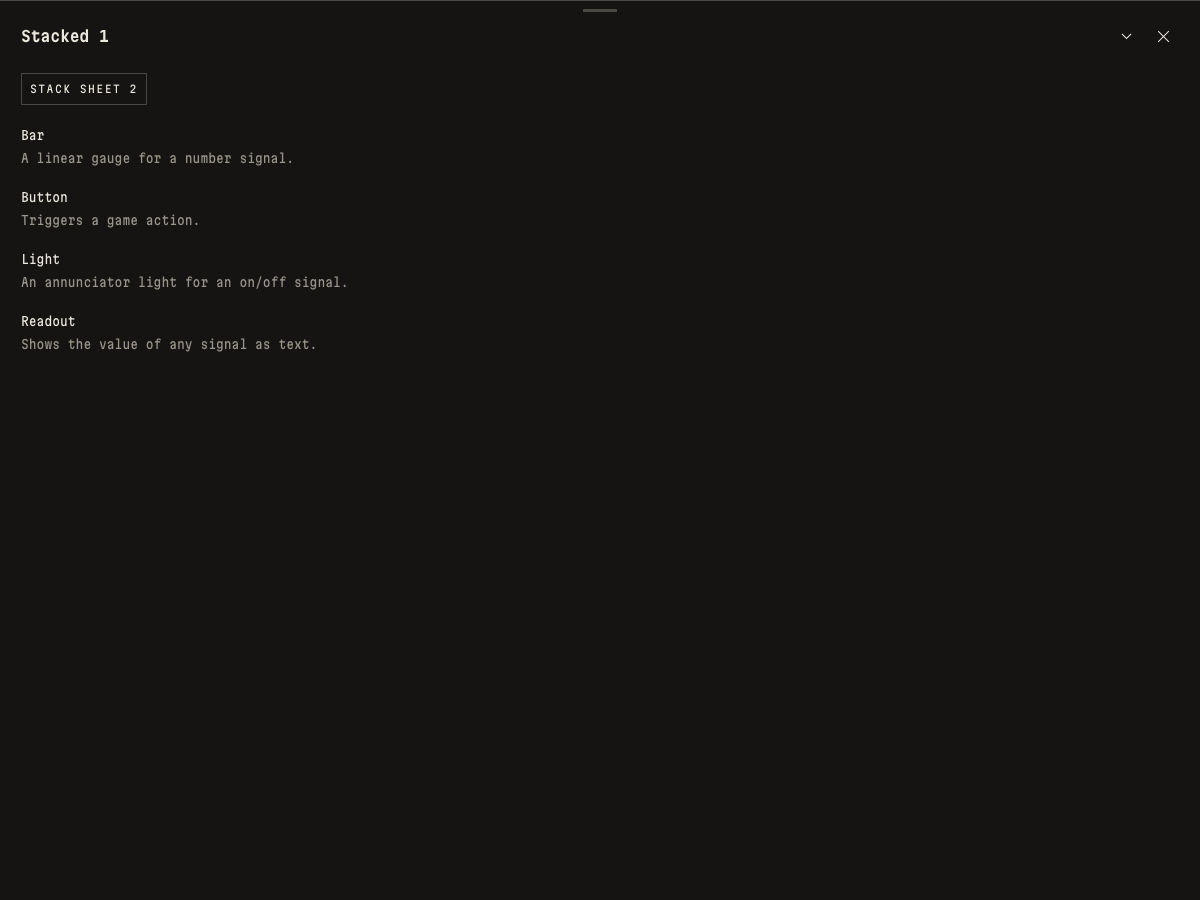 Stacked 1
STACK SHEET 2
Bar
A linear gauge for a number signal.
Button
Triggers a game action.
Light
An annunciator light for an on/off signal.
Readout
Shows the value of any signal as text.